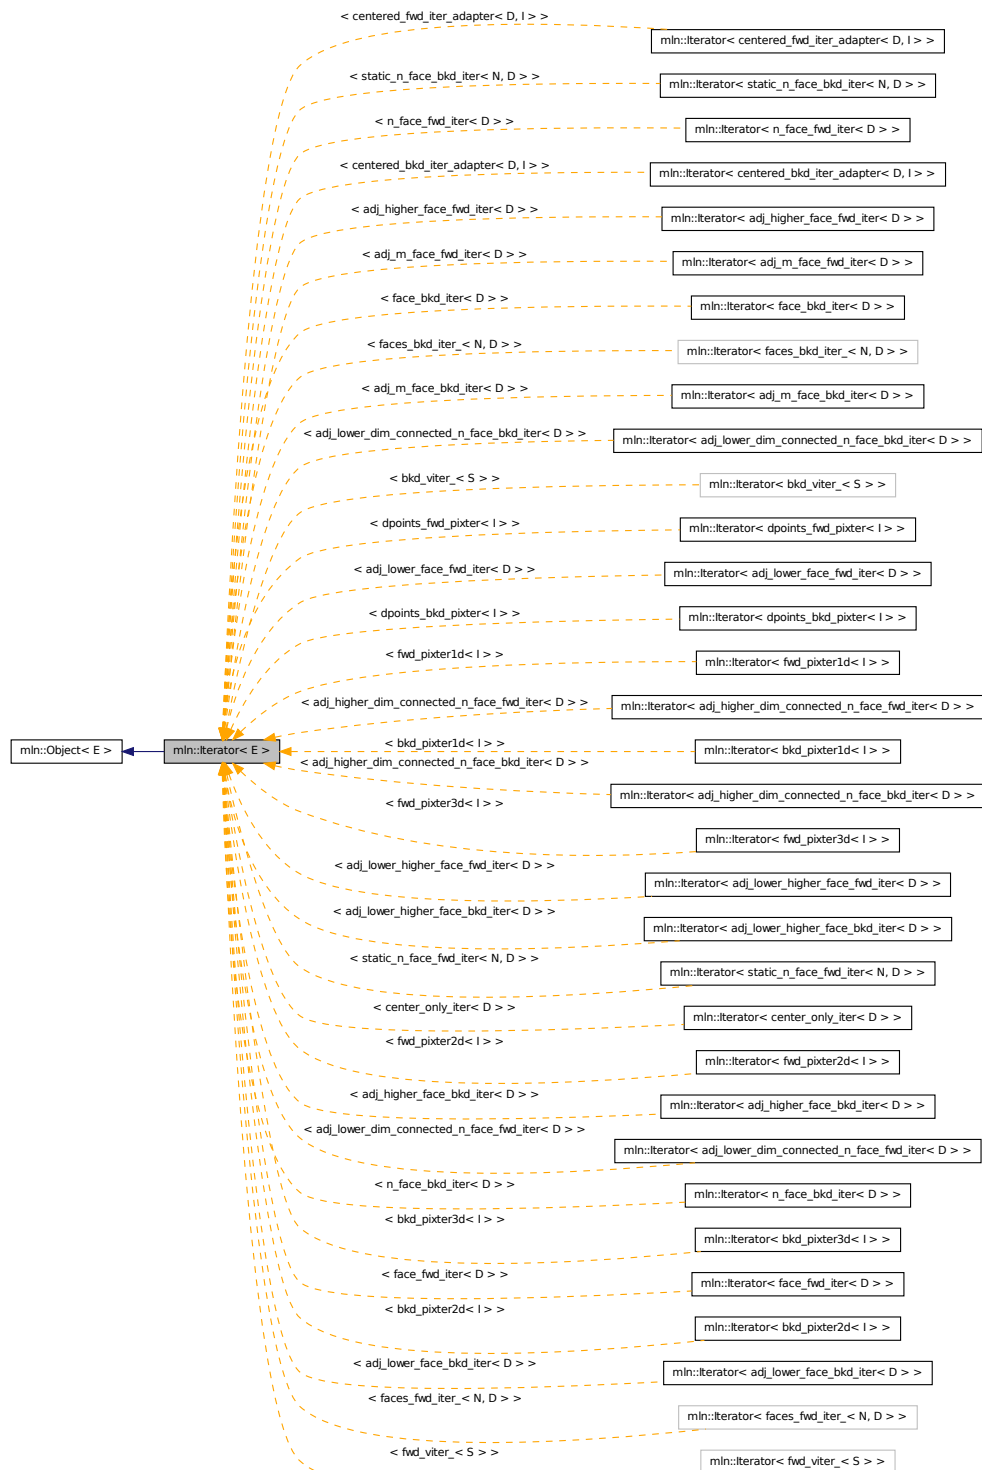 < centered_fwd_iter_adapter< D, I > >
mln::Iterator< centered_fwd_iter_adapter< D, I > >
< static_n_face_bkd_iter< N, D > >
mln::Iterator< static_n_face_bkd_iter< N, D > >
< n_face_fwd_iter< D > >
mln::Iterator< n_face_fwd_iter< D > >
< centered_bkd_iter_adapter< D, I > >
mln::Iterator< centered_bkd_iter_adapter< D, I > >
< adj_higher_face_fwd_iter< D > >
mln::Iterator< adj_higher_face_fwd_iter< D > >
< adj_m_face_fwd_iter< D > >
mln::Iterator< adj_m_face_fwd_iter< D > >
< face_bkd_iter< D > >
mln::Iterator< face_bkd_iter< D > >
< faces_bkd_iter_< N, D > >
mln::Iterator< faces_bkd_iter_< N, D > >
< adj_m_face_bkd_iter< D > >
mln::Iterator< adj_m_face_bkd_iter< D > >
< adj_lower_dim_connected_n_face_bkd_iter< D > >
mln::Iterator< adj_lower_dim_connected_n_face_bkd_iter< D > >
< bkd_viter_< S > >
mln::Iterator< bkd_viter_< S > >
< dpoints_fwd_pixter< I > >
mln::Iterator< dpoints_fwd_pixter< I > >
< adj_lower_face_fwd_iter< D > >
mln::Iterator< adj_lower_face_fwd_iter< D > >
< dpoints_bkd_pixter< I > >
mln::Iterator< dpoints_bkd_pixter< I > >
< fwd_pixter1d< I > >
mln::Iterator< fwd_pixter1d< I > >
< adj_higher_dim_connected_n_face_fwd_iter< D > >
mln::Iterator< adj_higher_dim_connected_n_face_fwd_iter< D > >
mln::Object< E >
mln::Iterator< E >
< bkd_pixter1d< I > >
mln::Iterator< bkd_pixter1d< I > >
< adj_higher_dim_connected_n_face_bkd_iter< D > >
mln::Iterator< adj_higher_dim_connected_n_face_bkd_iter< D > >
< fwd_pixter3d< I > >
mln::Iterator< fwd_pixter3d< I > >
< adj_lower_higher_face_fwd_iter< D > >
mln::Iterator< adj_lower_higher_face_fwd_iter< D > >
< adj_lower_higher_face_bkd_iter< D > >
mln::Iterator< adj_lower_higher_face_bkd_iter< D > >
< static_n_face_fwd_iter< N, D > >
mln::Iterator< static_n_face_fwd_iter< N, D > >
< center_only_iter< D > >
mln::Iterator< center_only_iter< D > >
< fwd_pixter2d< I > >
mln::Iterator< fwd_pixter2d< I > >
< adj_higher_face_bkd_iter< D > >
mln::Iterator< adj_higher_face_bkd_iter< D > >
< adj_lower_dim_connected_n_face_fwd_iter< D > >
mln::Iterator< adj_lower_dim_connected_n_face_fwd_iter< D > >
< n_face_bkd_iter< D > >
mln::Iterator< n_face_bkd_iter< D > >
< bkd_pixter3d< I > >
mln::Iterator< bkd_pixter3d< I > >
< face_fwd_iter< D > >
mln::Iterator< face_fwd_iter< D > >
< bkd_pixter2d< I > >
mln::Iterator< bkd_pixter2d< I > >
< adj_lower_face_bkd_iter< D > >
mln::Iterator< adj_lower_face_bkd_iter< D > >
< faces_fwd_iter_< N, D > >
mln::Iterator< faces_fwd_iter_< N, D > >
< fwd_viter_< S > >
mln::Iterator< fwd_viter_< S > >